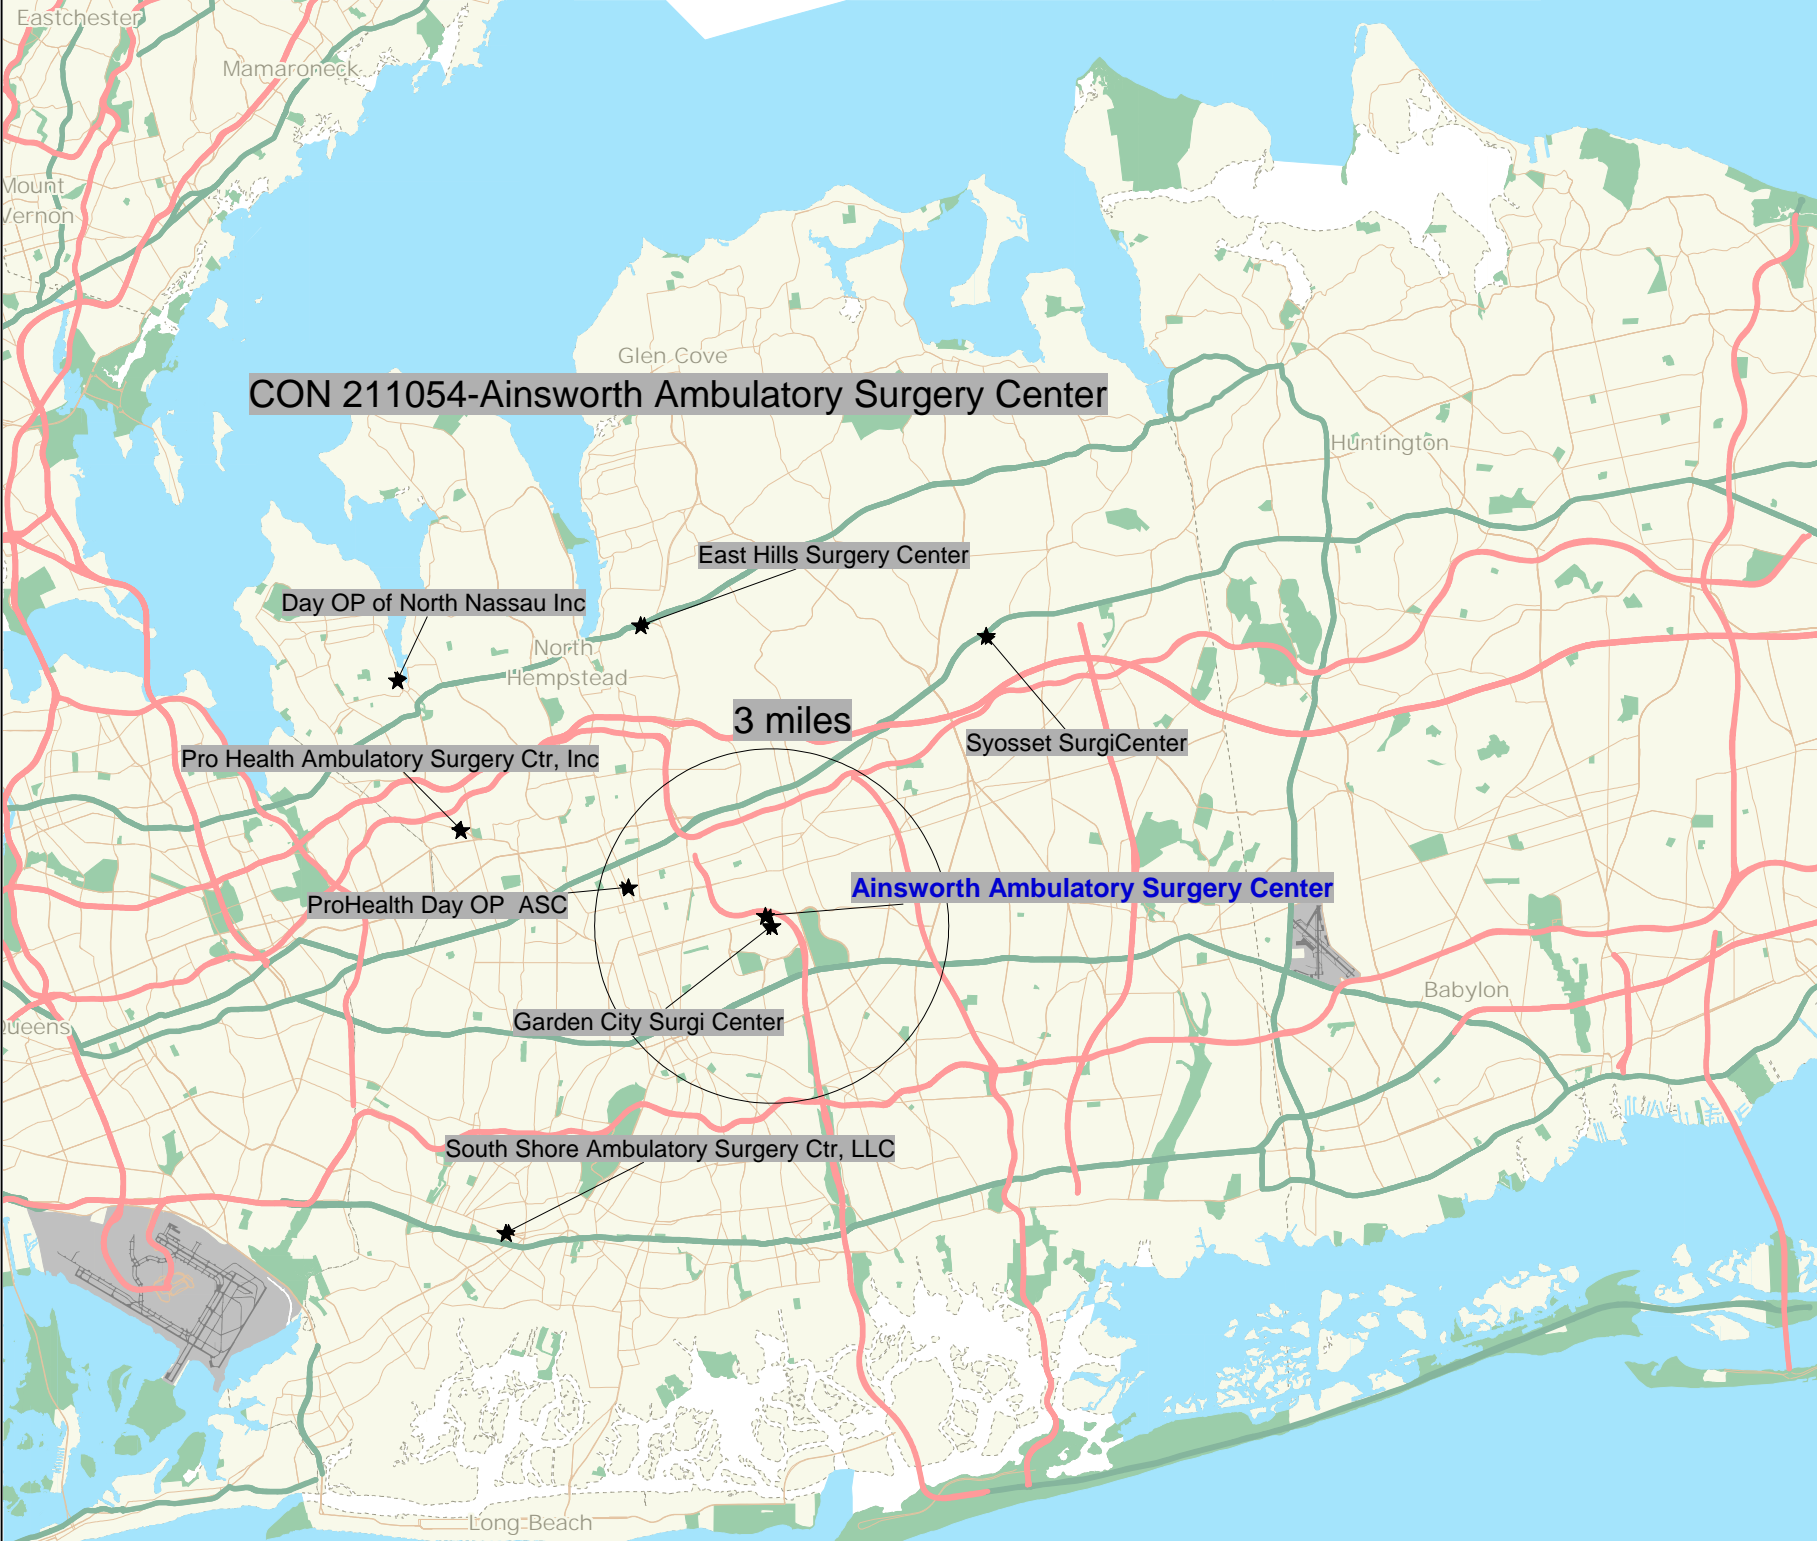 Eastchester
Mamaroneck
Mount
Vernon
Glen Cove
CON 211054-Ainsworth Ambulatory Surgery Center
Huntington
East Hills Surgery Center
Day OP of North Nassau Inc
North
Hempstead
3 miles
Syosset SurgiCenter
Pro Health Ambulatory Surgery Ctr, Inc
Ainsworth Ambulatory Surgery Center
ProHealth Day OP  ASC
Babylon
Garden City Surgi Center
Queens
South Shore Ambulatory Surgery Ctr, LLC
Long Beach